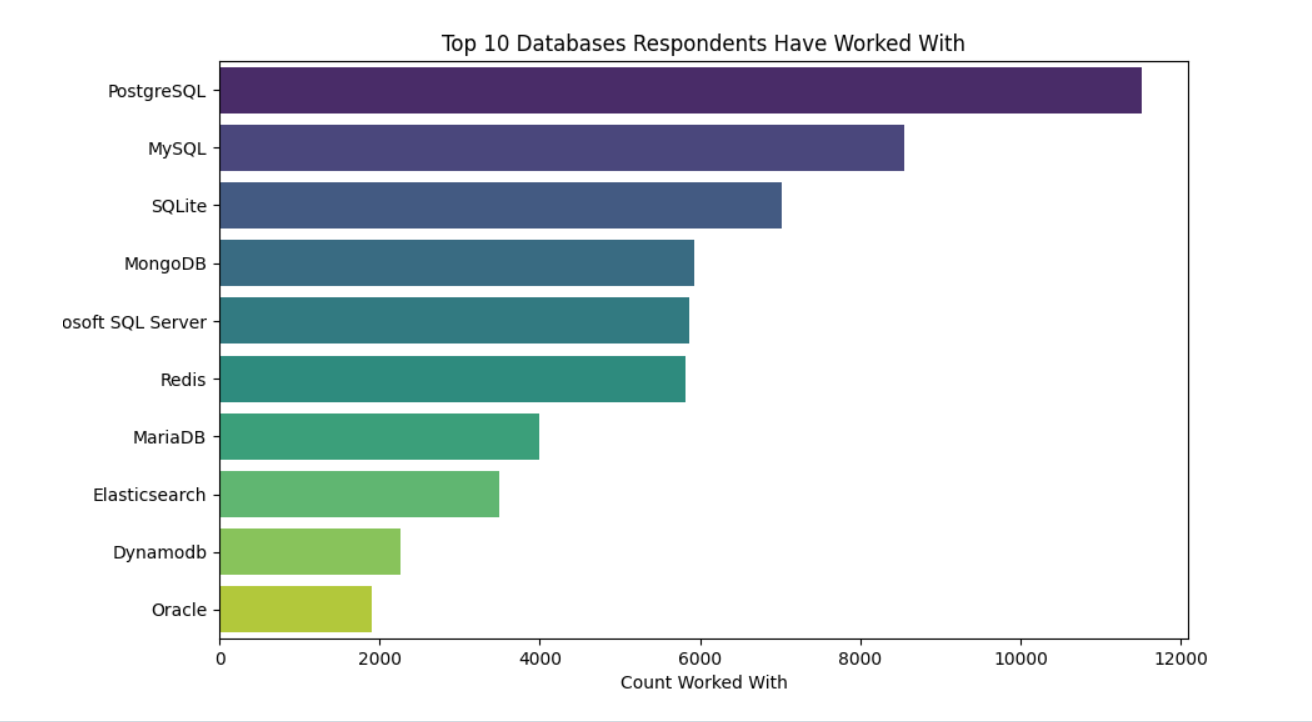 Top 10 Databases Respondents Have Worked With
PostgreSQL
MySQL
SQLite
MongoDB
osoft SQL Server
Redis
MariaDB
Elasticsearch
Dynamodb
Oracle
0 2000 4000 6000 8000 10000 12000
Count Worked With